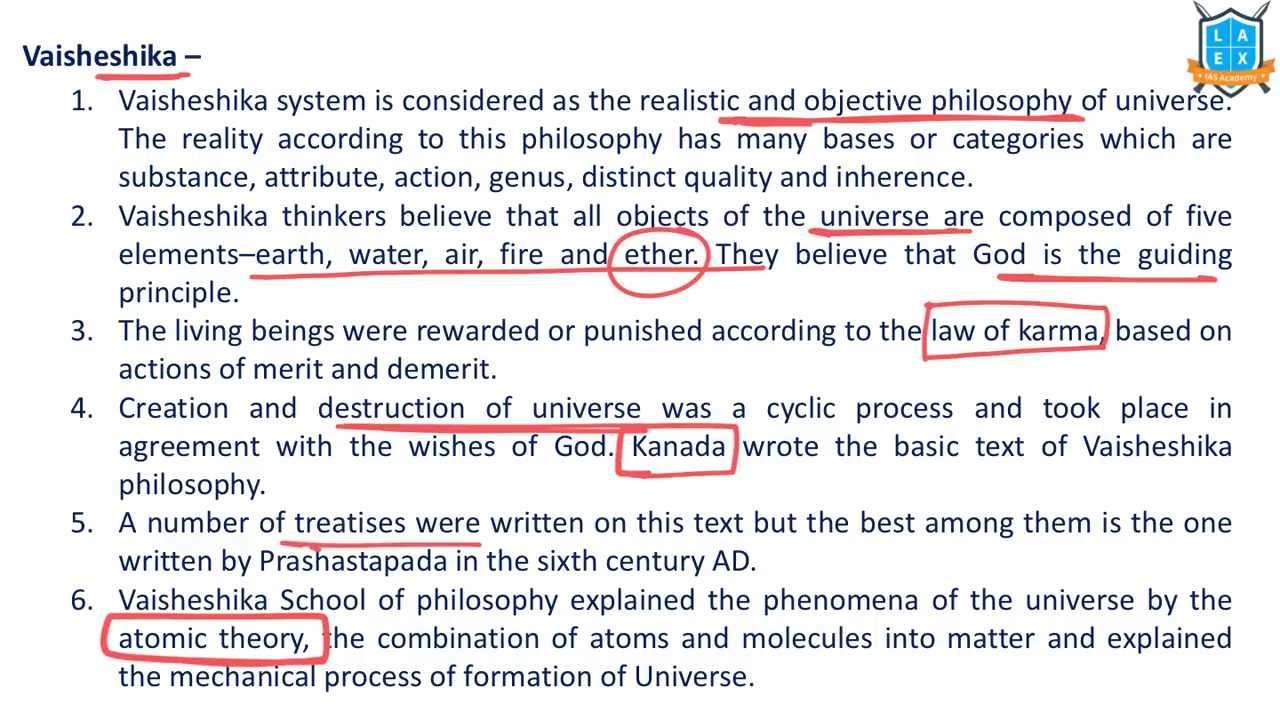 L A
E X
IAS Academy
Vaisheshika –
1. Vaisheshika system is considered as the realistic and objective philosophy of universe.
The reality according to this philosophy has many bases or categories which are
substance, attribute, action, genus, distinct quality and inherence.
2. Vaisheshika thinkers believe that all objects of the universe are composed of five
elements–earth, water, air, fire and ether. They believe that God is the guiding
principle.
3. The living beings were rewarded or punished according to the law of karma, based on
actions of merit and demerit.
4. Creation and destruction of universe was a cyclic process and took place in
agreement with the wishes of God. Kanada wrote the basic text of Vaisheshika
philosophy.
5. A number of treatises were written on this text but the best among them is the one
written by Prashastapada in the sixth century AD.
6. Vaisheshika School of philosophy explained the phenomena of the universe by the
atomic theory, the combination of atoms and molecules into matter and explained
the mechanical process of formation of Universe.